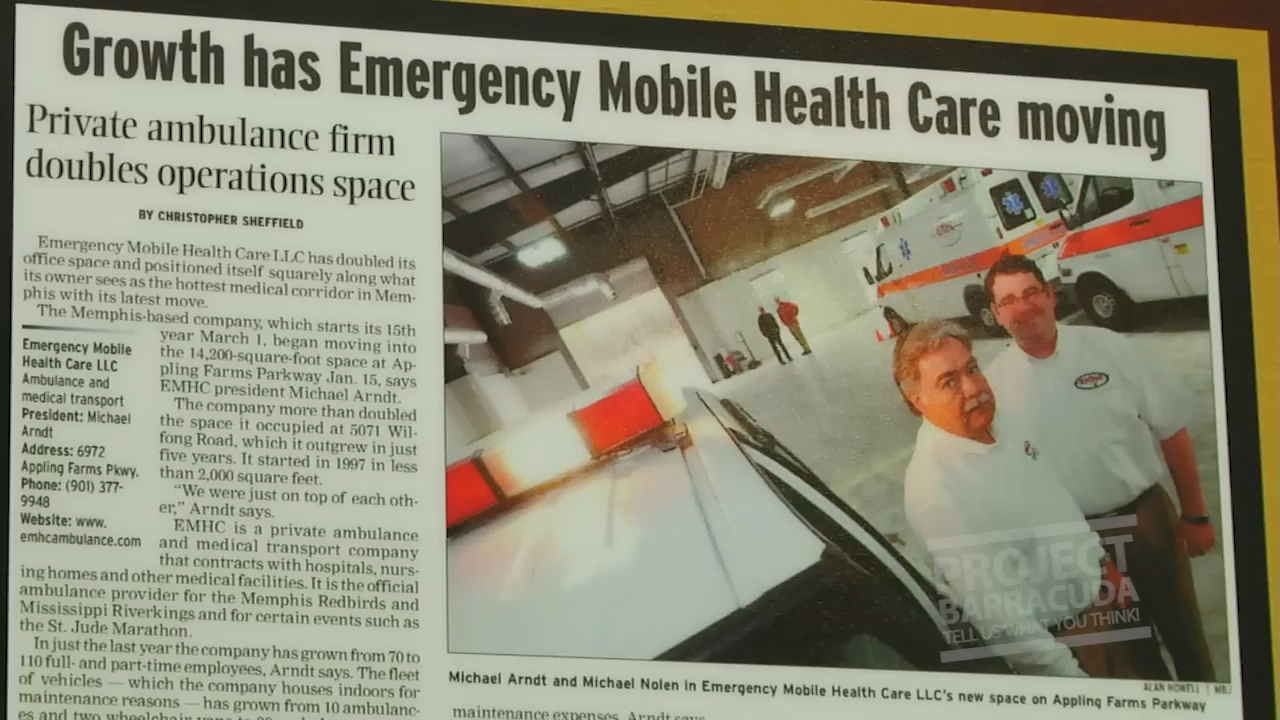 Growth has Emergency Mobile Health Care moving
Private ambulance firm
doubles operations space
BY CHRISTOPHER SHEFFIELD
Emergency Mobile Health Care LLC has doubled its
office space and positioned itself squarely along what
its owner sees as the hottest medical corridor in Mem-
phis with its latest move.
The Memphis-based company, which starts its 15th
year March 1, began moving into
the 14,200-square-foot space at Ap-
pling Farms Parkway Jan. 15, says
EMHC president Michael Arndt.
The company more than doubled
the space it occupied at 5071 Wil-
fong Road, which it outgrew in just
five years. It started in 1997 in less
than 2,000 square feet.
“We were just on top of each oth-
er,” Arndt says.
EMHC is a private ambulance
and medical transport company
that contracts with hospitals, nurs-
ing homes and other medical facilities. It is the official
ambulance provider for the Memphis Redbirds and
Mississippi Riverkings and for certain events such as
the St. Jude Marathon.
In just the last year the company has grown from 70 to
110 full- and part-time employees, Arndt says. The fleet
of vehicles — which the company houses indoors for
maintenance reasons — has grown from 10 ambulanc-
es and two wheelchair vans to
Emergency Mobile
Health Care LLC
Ambulance and
medical transport
President: Michael
Arndt
Address: 6972
Appling Farms Pkwy.
Phone: (901) 377-
9948
Website: www.
emhcambulance.com
ALAN HOWELL | MBJ
Michael Arndt and Michael Nolen in Emergency Mobile Health Care LLC's new space on Appling Farms Parkway
maintenance expenses, Arndt says
PROJECT
BARRACUDA
TELL US WHAT YOU THINK!